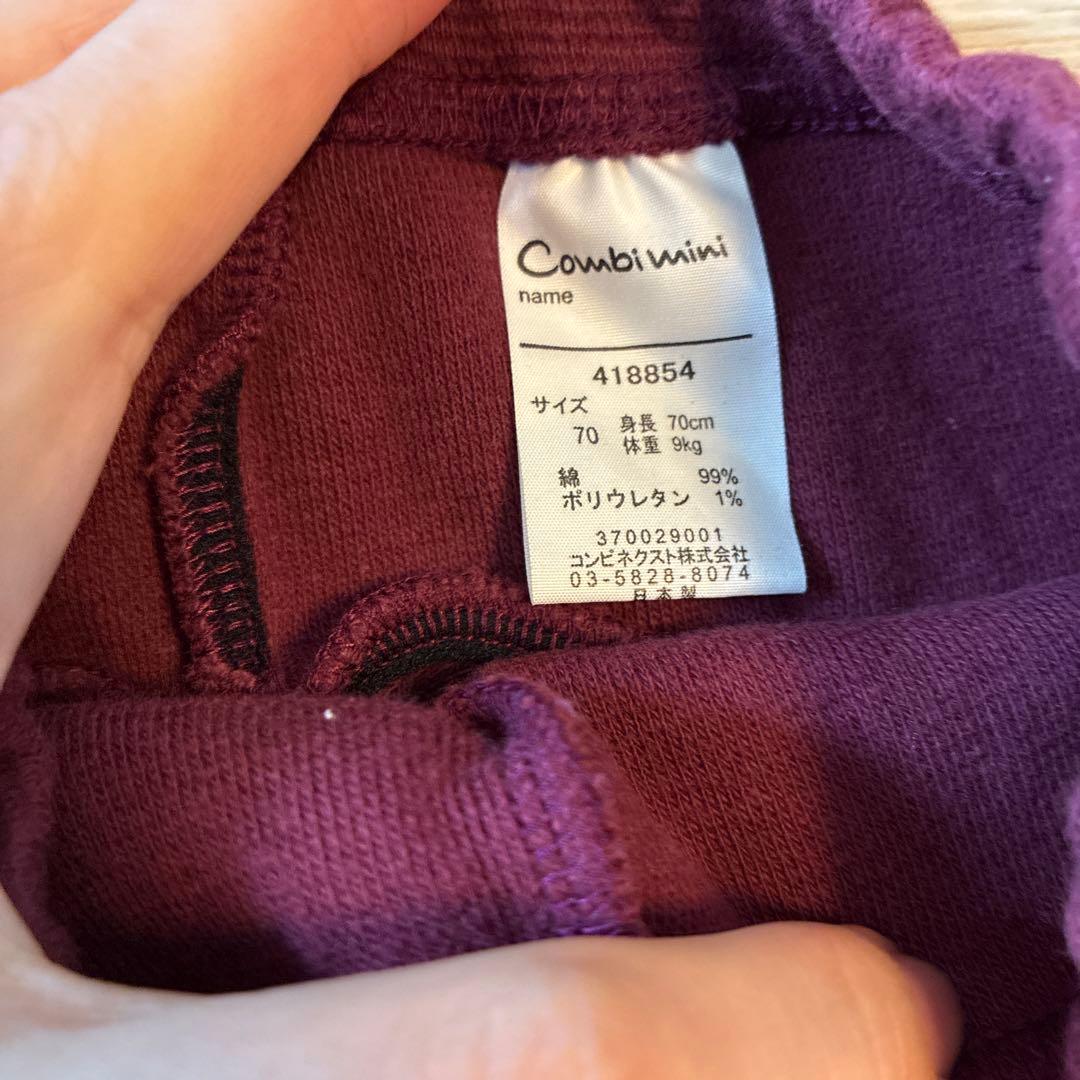 Combi mini
name
418854
サイズ
70 身長 70cm
体重 9kg
綿 99%
ポリウレタン 1%
370029001
コンビネクスト株式会社
03-5828-8074
日本製